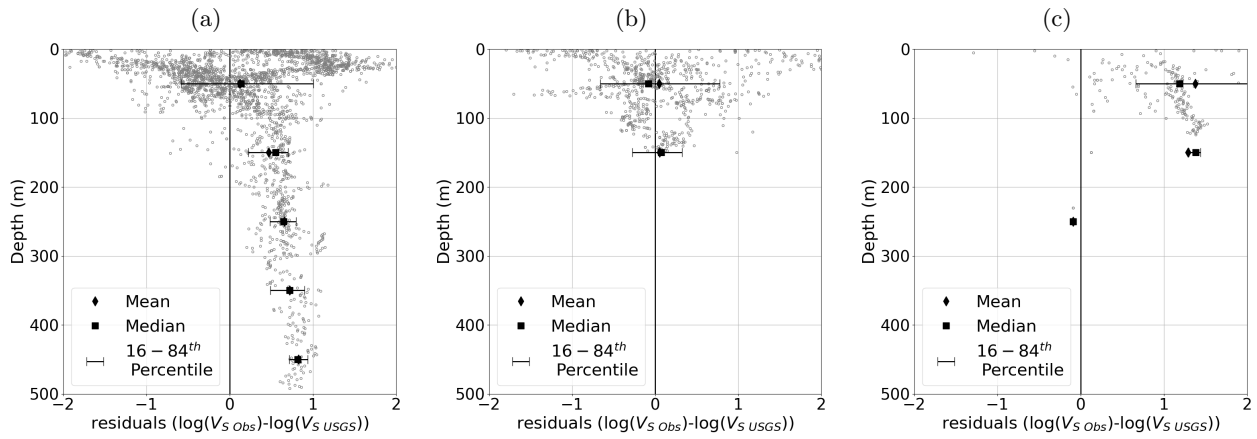 (a)
0
100
200
300
400
500
Depth (m)
Mean
Median
16 − 84th
Percentile
−2 −1 0 1 2
residuals (log(VS Obs)-log(VS USGS))
(b)
0
100
200
300
400
500
Depth (m)
Mean
Median
16 − 84th
Percentile
−2 −1 0 1 2
residuals (log(VS Obs)-log(VS USGS))
(c)
0
100
200
300
400
500
Depth (m)
Mean
Median
16 − 84th
Percentile
−2 −1 0 1 2
residuals (log(VS Obs)-log(VS USGS))